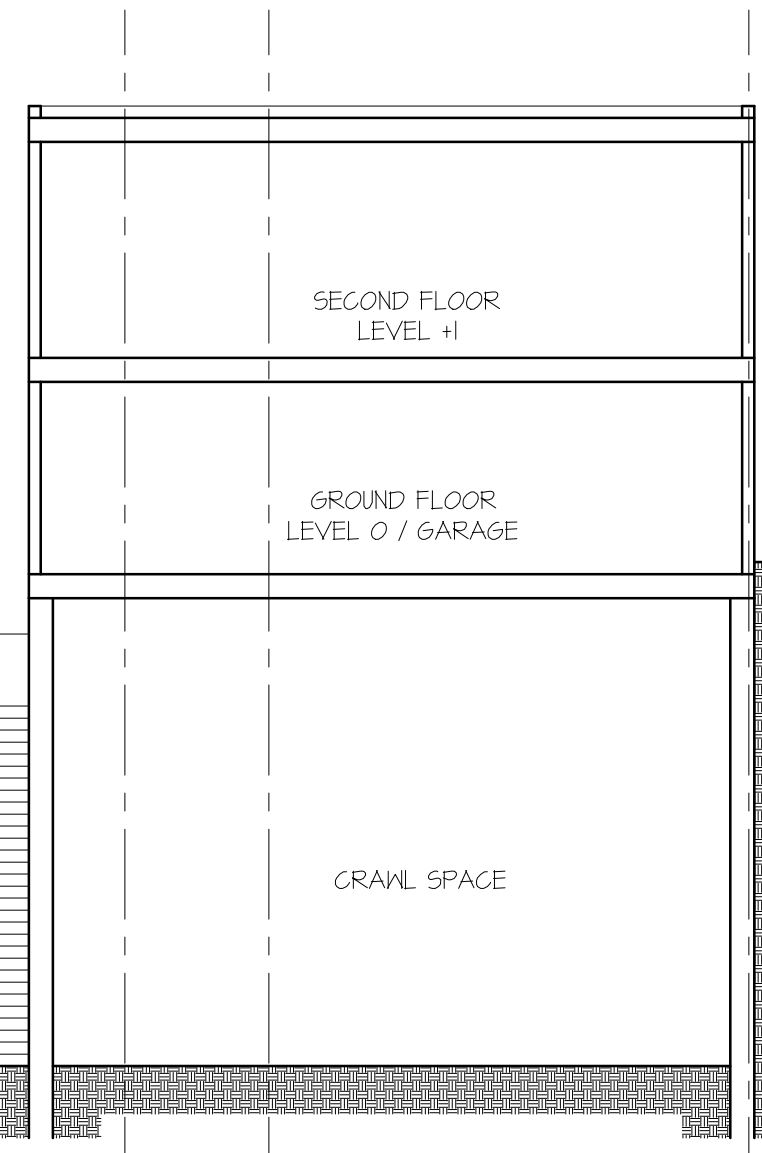 SECOND FLOOR
LEVEL +1
GROUND FLOOR
LEVEL 0 / GARAGE
CRAWL SPACE